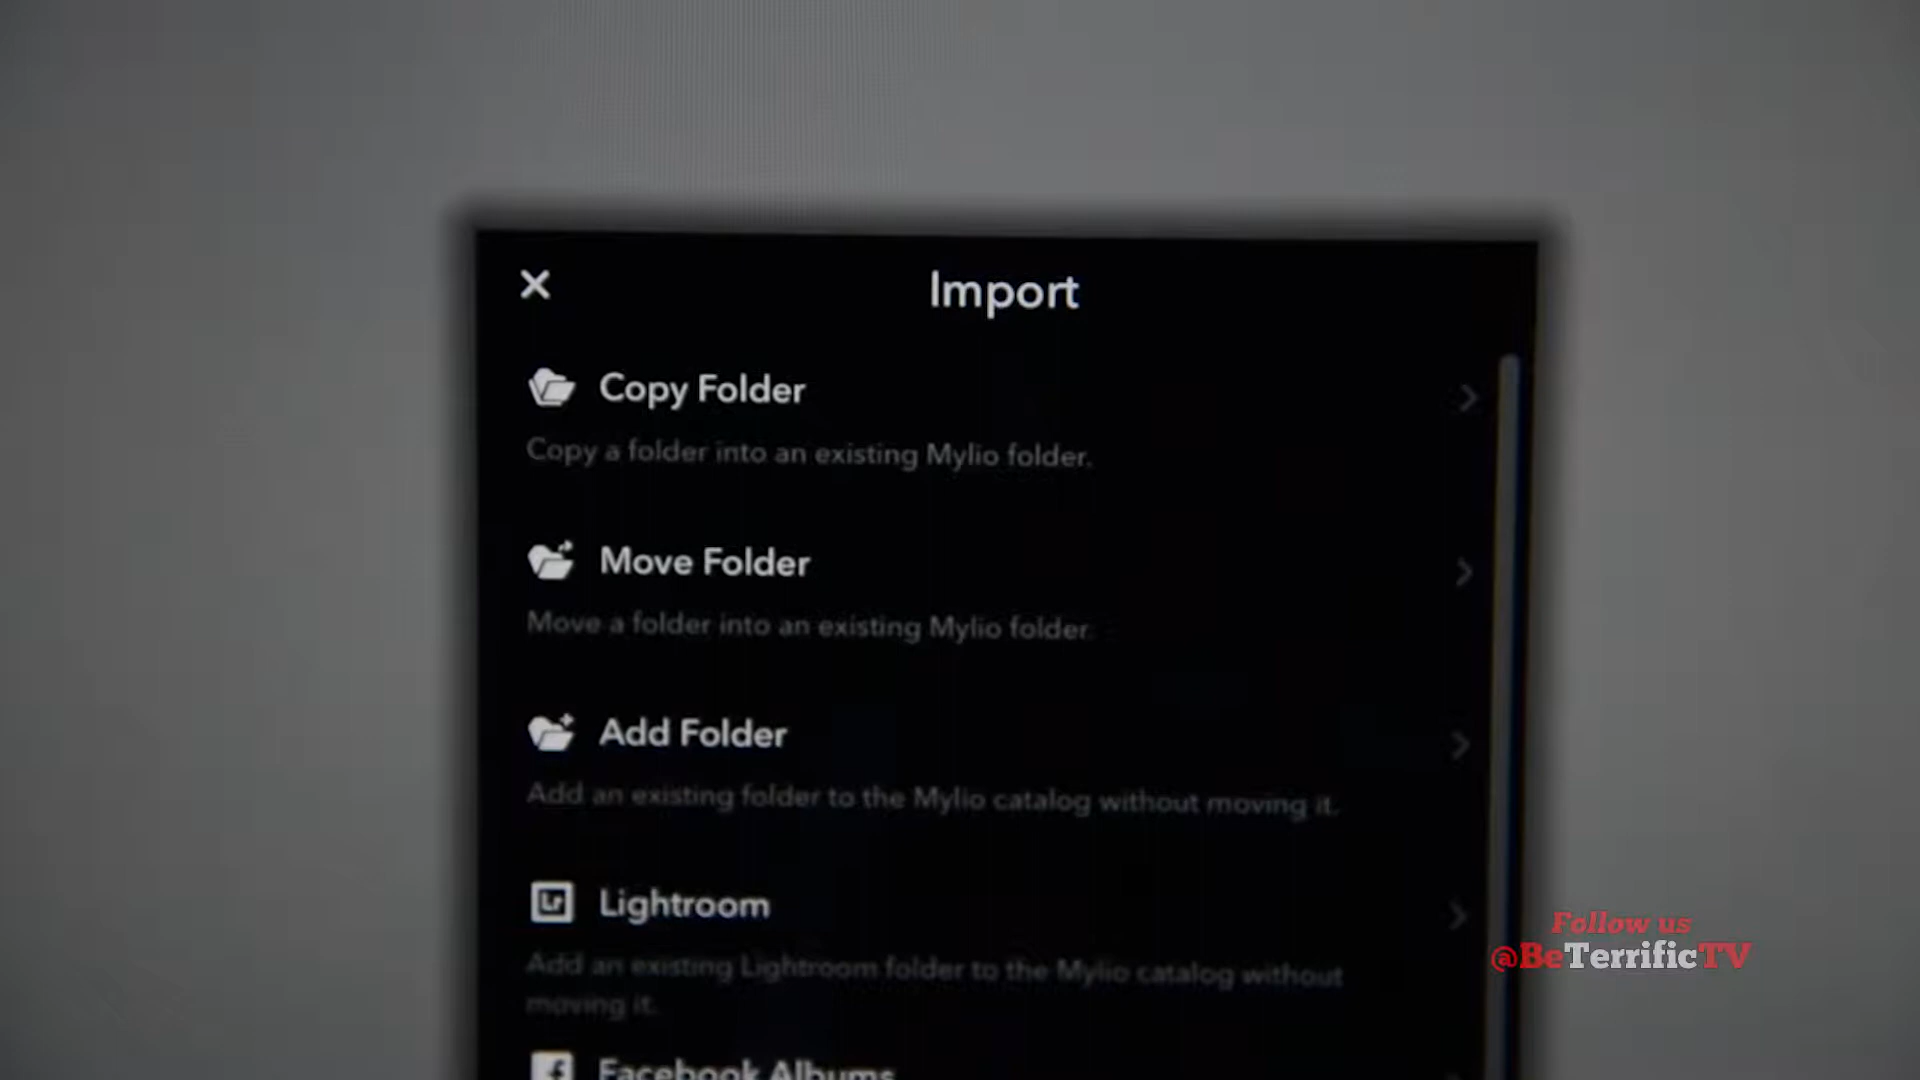 Import
Copy Folder
Copy a folder into an existing Mylio folder.
Move Folder
Move a folder into an existing Mylio folder
Add Folder
Add an existing folder to the Mylio catalog without moving it.
Lr Lightroom
Add an existing Lightroom folder to the Mylio catalog without
moving it.
f Facebook Albums
Follow us
@BeTerrificTV